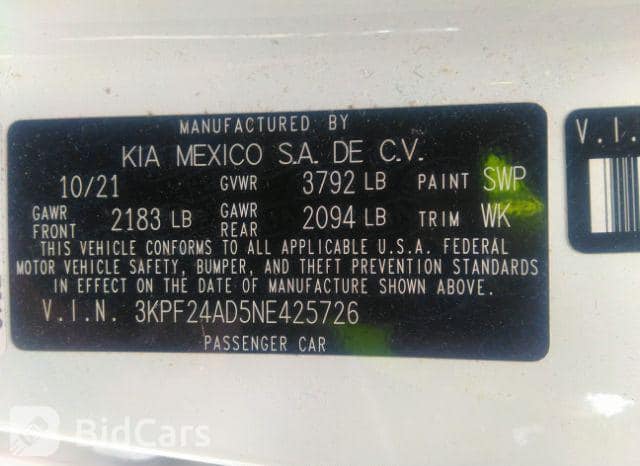 MANUFACTURED BY
KIA MEXICO S.A. DE C.V.
10/21 GVWR 3792 LB PAINT SWP
GAWR FRONT 2183 LB GAWR REAR 2094 LB TRIM WK
THIS VEHICLE CONFORMS TO ALL APPLICABLE U.S.A. FEDERAL
MOTOR VEHICLE SAFETY, BUMPER, AND THEFT PREVENTION STANDARDS
IN EFFECT ON THE DATE OF MANUFACTURE SHOWN ABOVE.
V.I.N. 3KPF24AD5NE425726
PASSENGER CAR
V.I.
BidCars